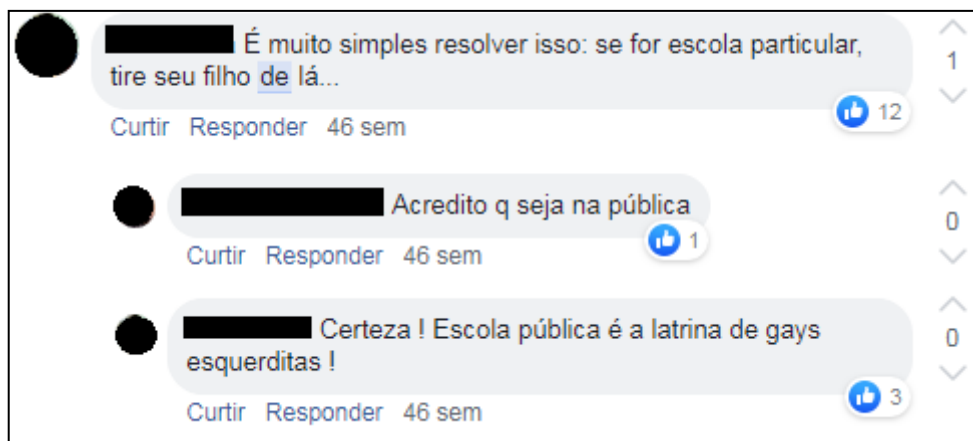 É muito simples resolver isso: se for escola particular,
tire seu filho de lá...
1
12
Curtir Responder 46 sem
Acredito q seja na pública
0
1
Curtir Responder 46 sem
Certeza ! Escola pública é a latrina de gays
esquerditas !
0
3
Curtir Responder 46 sem